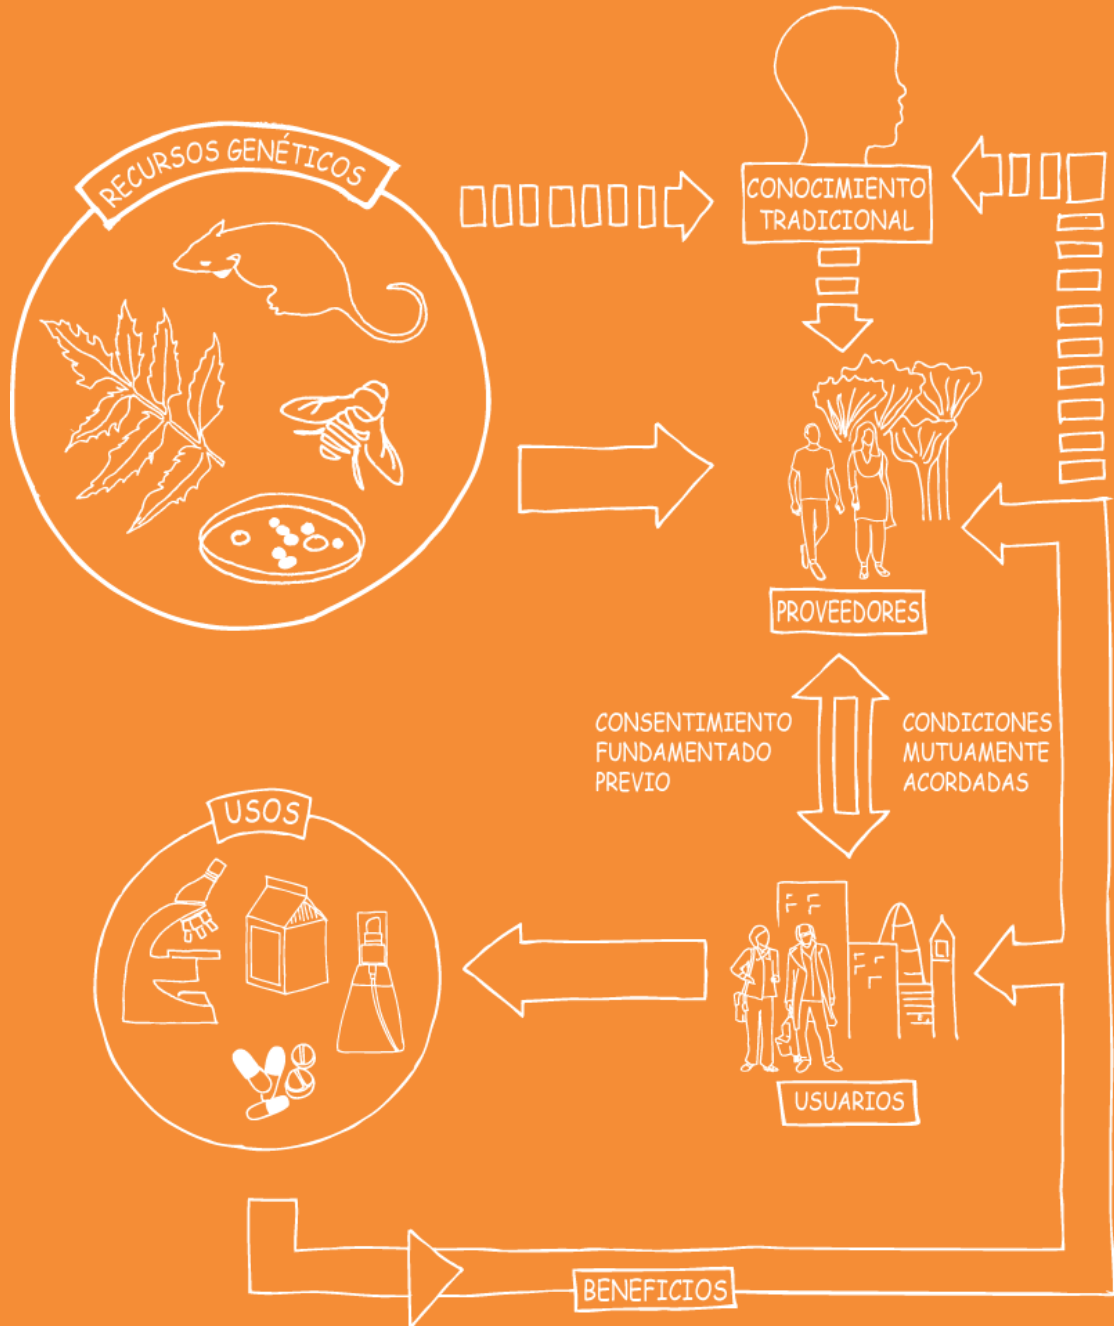 RECURSOS GENÉTICOS
CONOCIMIENTO
TRADICIONAL
PROVEEDORES
CONSENTIMIENTO
FUNDAMENTADO
PREVIO
CONDICIONES
MUTUAMENTE
ACORDADAS
USOS
USUARIOS
BENEFICIOS